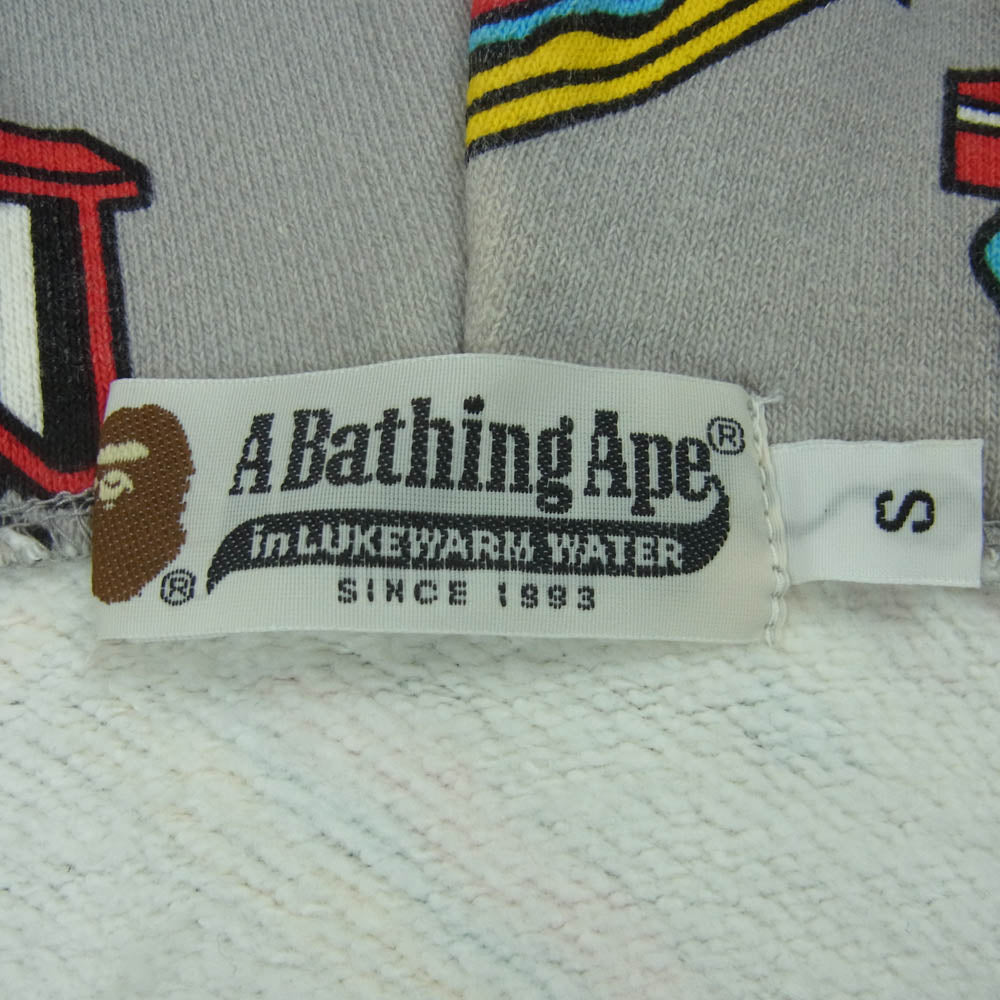 A Bathing Ape®
in LUKEWARM WATER
® SINCE 1993
S